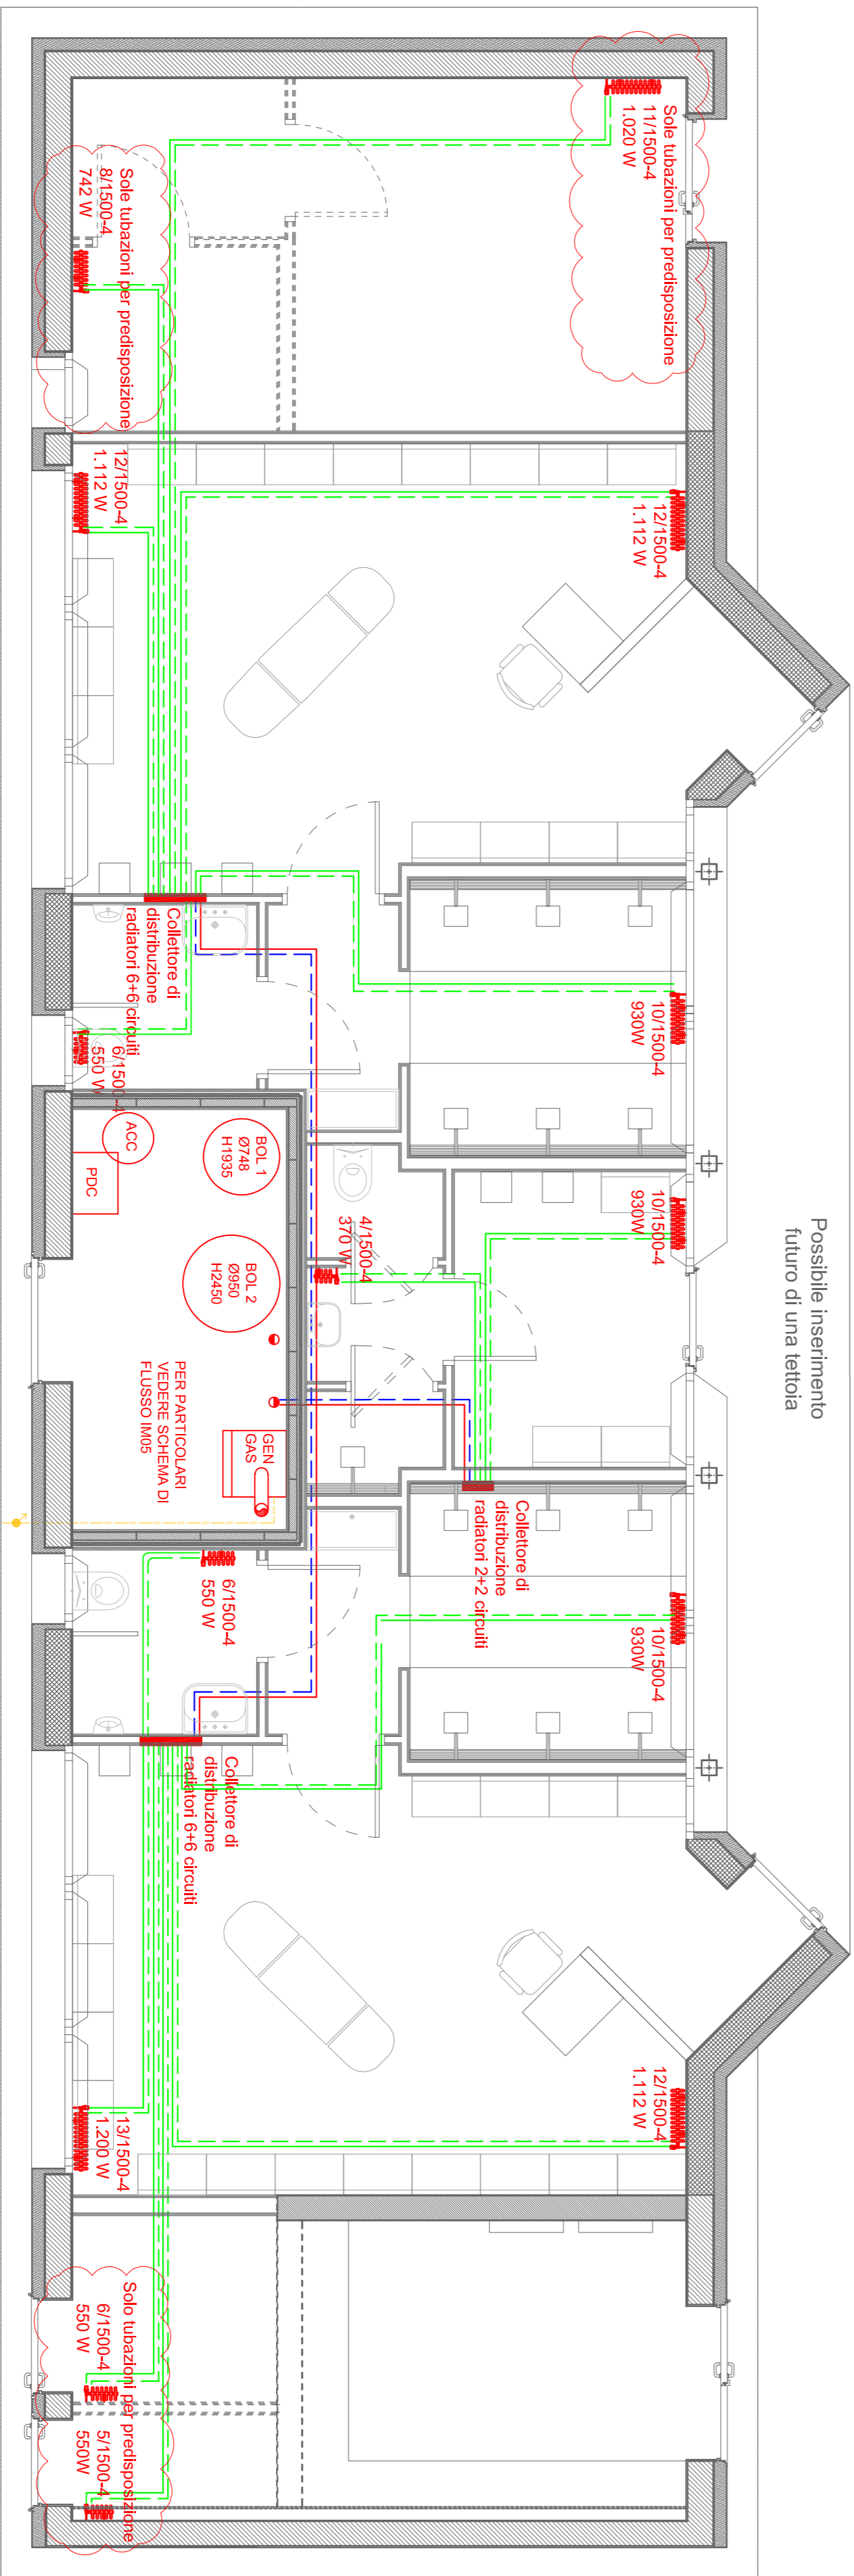 Sole tubazioni per predisposizione
11/1500-4
1.020 W
Sole tubazioni per predisposizione
8/1500-4
742 W
12/1500-4
1.112 W
12/1500-4
1.112 W
Possibile inserimento
futuro di una tettoia
Collettore di
distribuzione
radiatori 6+6 circuiti
10/1500-4
930W
6/1500-4
550 W
10/1500-4
930W
4/1500-4
370 W
BOL 1
Ø748
H1935
ACC
PDC
BOL 2
Ø950
H2450
PER PARTICOLARI
VEDERE SCHEMA DI
FLUSSO IM05
GEN
GAS
Collettore di
distribuzione
radiatori 2+2 circuiti
6/1500-4
550 W
10/1500-4
930W
Collettore di
distribuzione
radiatori 6+6 circuiti
12/1500-4
1.112 W
13/1500-4
1.200 W
Solo tubazioni per predisposizione
6/1500-4
550 W
5/1500-4
550W